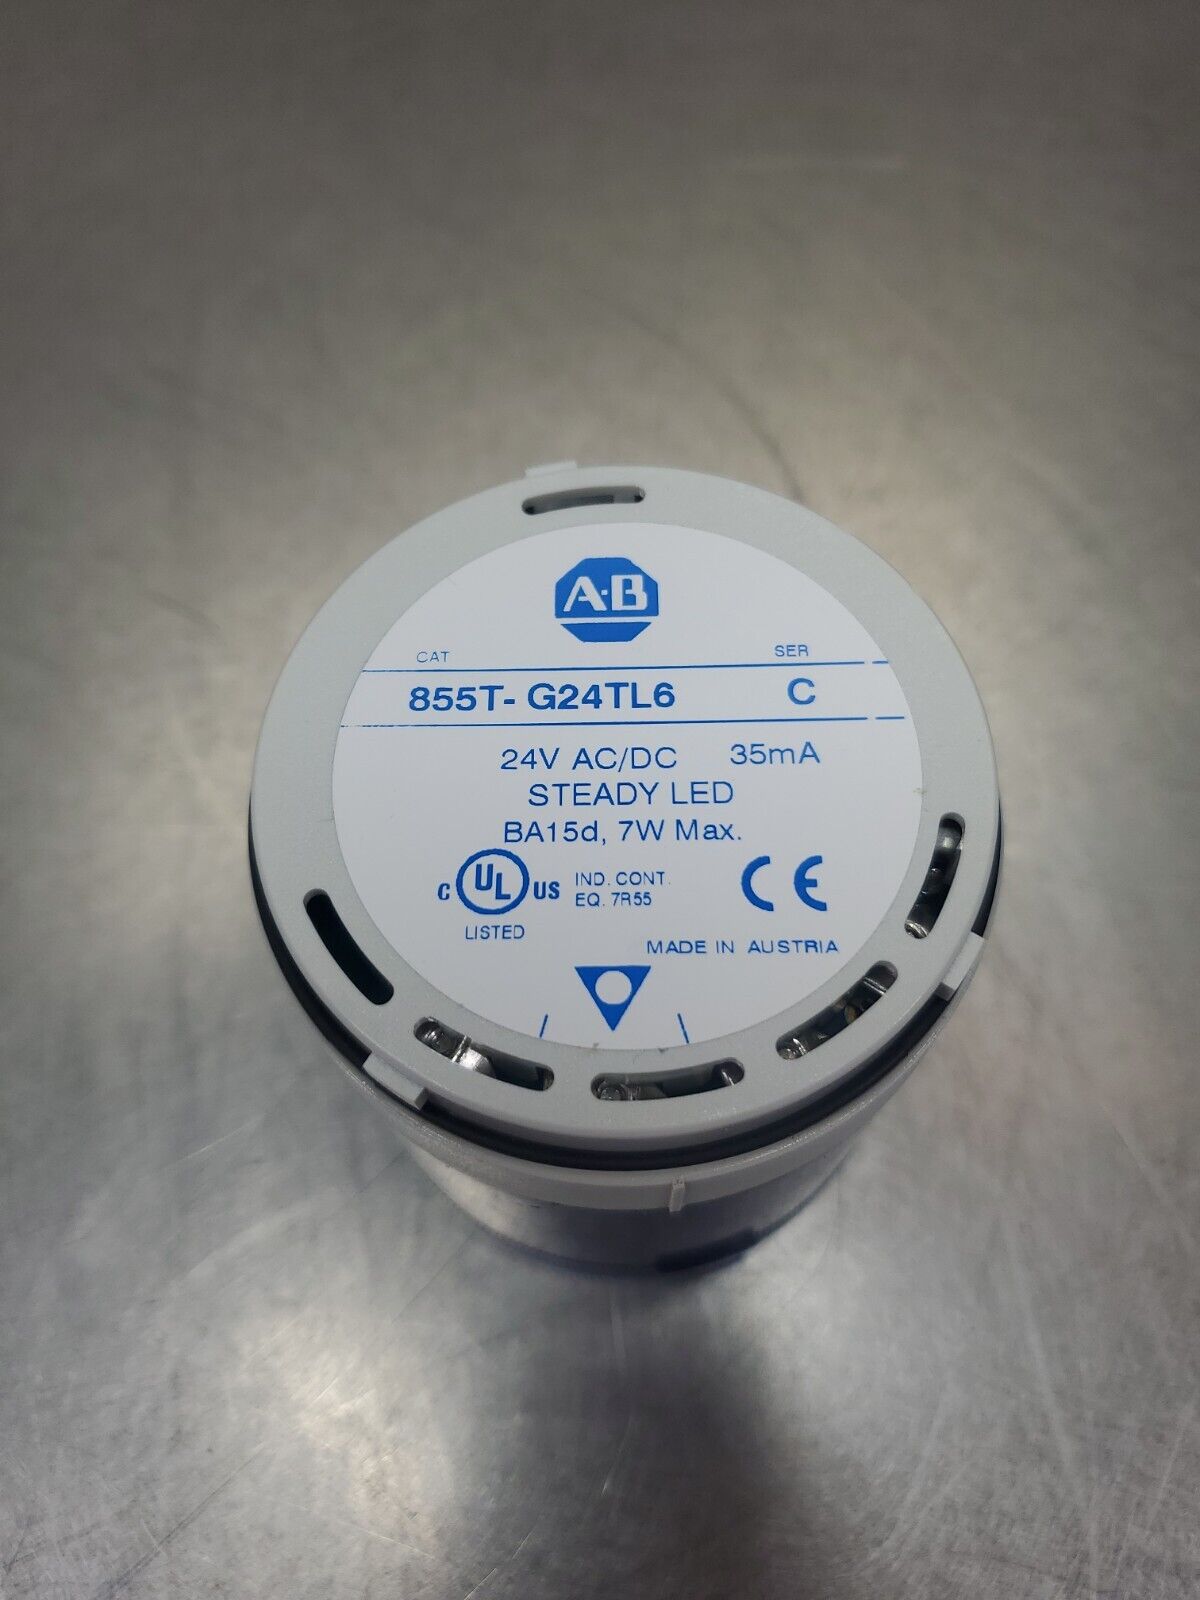 A·B
CAT SER
855T- G24TL6 C
24V AC/DC 35mA
STEADY LED
BA15d, 7W Max.
C UL US IND. CONT.
EQ. 7R55
CE
LISTED
MADE IN AUSTRIA